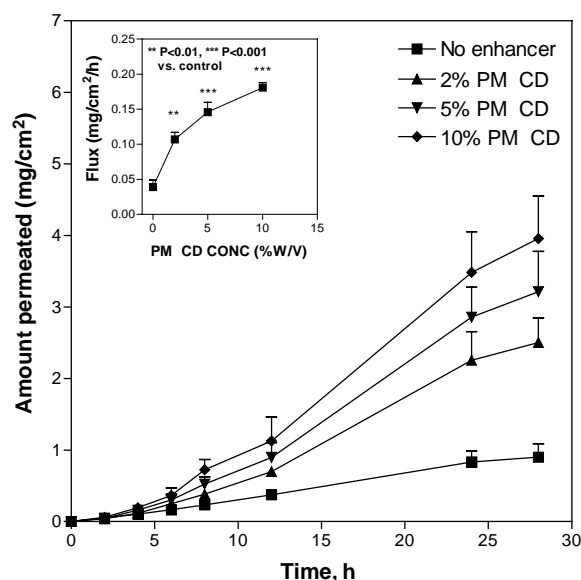 7
6
5
4
3
2
1
0
Amount permeated (mg/cm²)
0 5 10 15 20 25 30
Time, h
No enhancer
2% PM CD
5% PM CD
10% PM CD
0.25
0.20
0.15
0.10
0.05
0.00
Flux (mg/cm²/h)
** P<0.01, *** P<0.001
vs. control
**
***
***
0 5 10 15
PM CD CONC (%W/V)